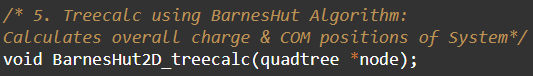 /* 5. Treecalc using BarnesHut Algorithm:
Calculates overall charge & COM positions of System*/
void BarnesHut2D_treecalc(quadtree *node);